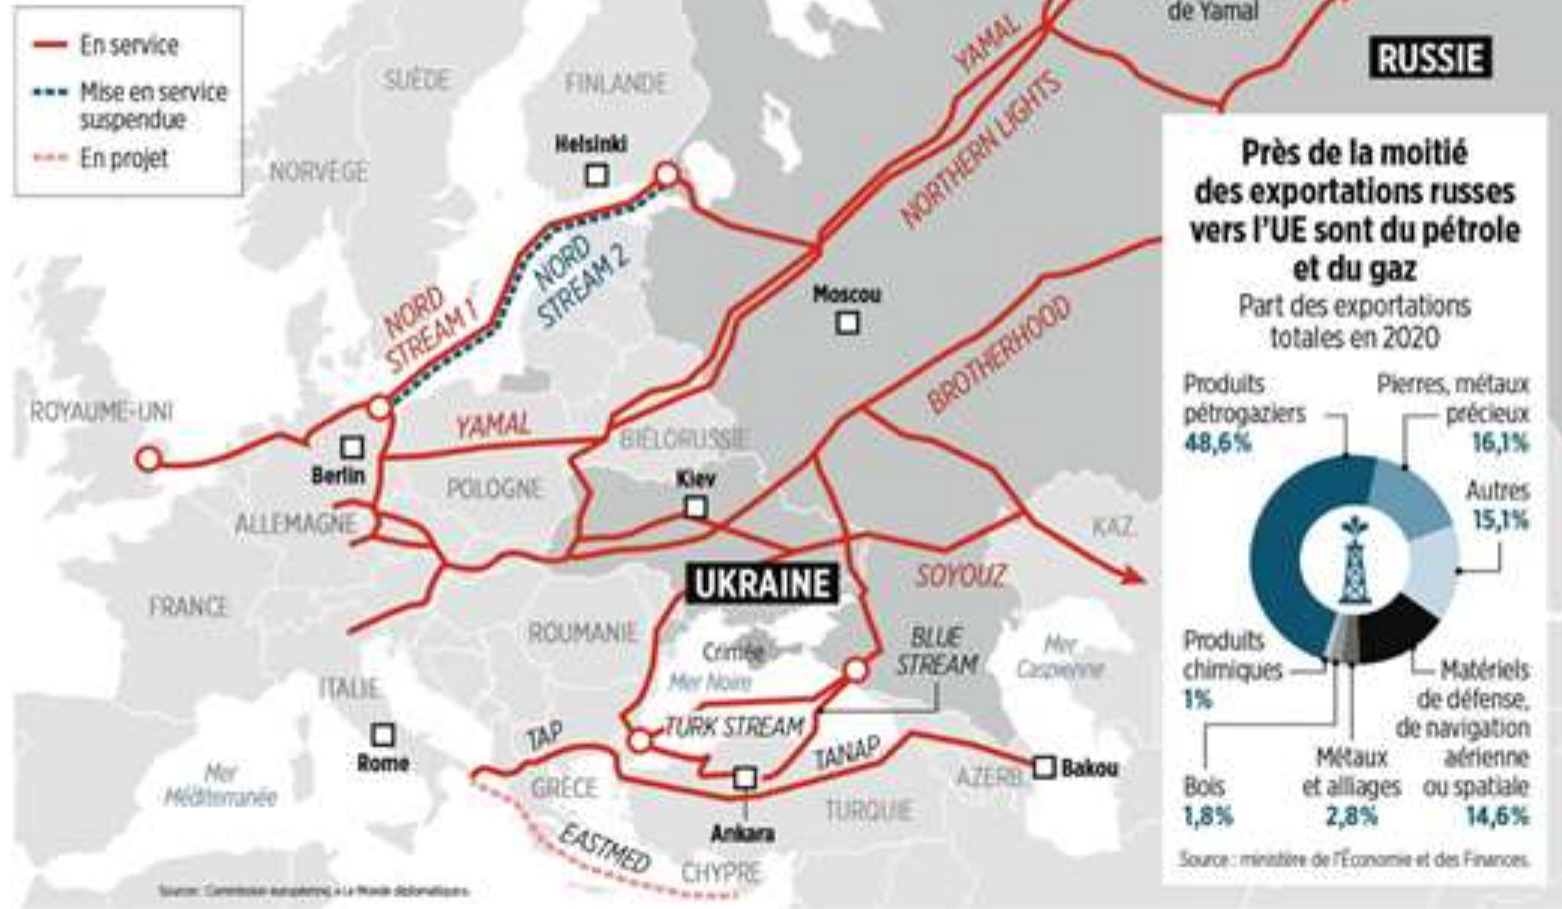 de Yamal
RUSSIE
En service
Mise en service
suspendue
En projet
SUÈDE
FINLANDE
NORVÈGE
Helsinki
YAMAL
NORTHERN LIGHTS
NORD
STREAM 1
NORD
STREAM 2
Moscou
BROTHERHOOD
ROYAUME-UNI
Berlin
YAMAL
BIÉLORUSSIE
POLOGNE
Kiev
ALLEMAGNE
KAZ.
UKRAINE
SOYOUZ
FRANCE
ROUMANIE
Crimée
Mer Noire
BLUE
STREAM
Mer
Caspienne
ITALIE
Rome
TAP
TURK STREAM
TANAP
Mer
Méditerranée
GRÈCE
AZERB.
Bakou
TURQUIE
Ankara
EASTMED
CHYPRE
Source : Commission européenne, « Le Monde diplomatique ».
Près de la moitié
des exportations russes
vers l'UE sont du pétrole
et du gaz
Part des exportations
totales en 2020
Produits
pétrogaziers
48,6%
Pierres, métaux
précieux
16,1%
Autres
15,1%
Produits
chimiques
1%
Matériels
de défense,
de navigation
aérienne
ou spatiale
14,6%
Métaux
et alliages
2,8%
Bois
1,8%
Source : ministère de l'Économie et des Finances.